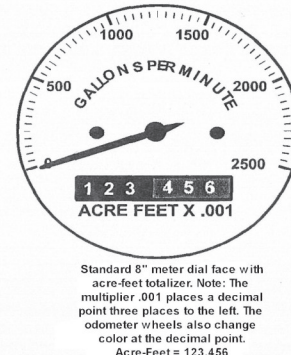 1000 1500
500 2000
GALLONS PER MINUTE
0 2500
1 2 3 4 5 6
ACRE FEET X .001
Standard 8" meter dial face with
acre-feet totalizer. Note: The
multiplier .001 places a decimal
point three places to the left. The
odometer wheels also change
color at the decimal point.
Acre-Feet = 123.456